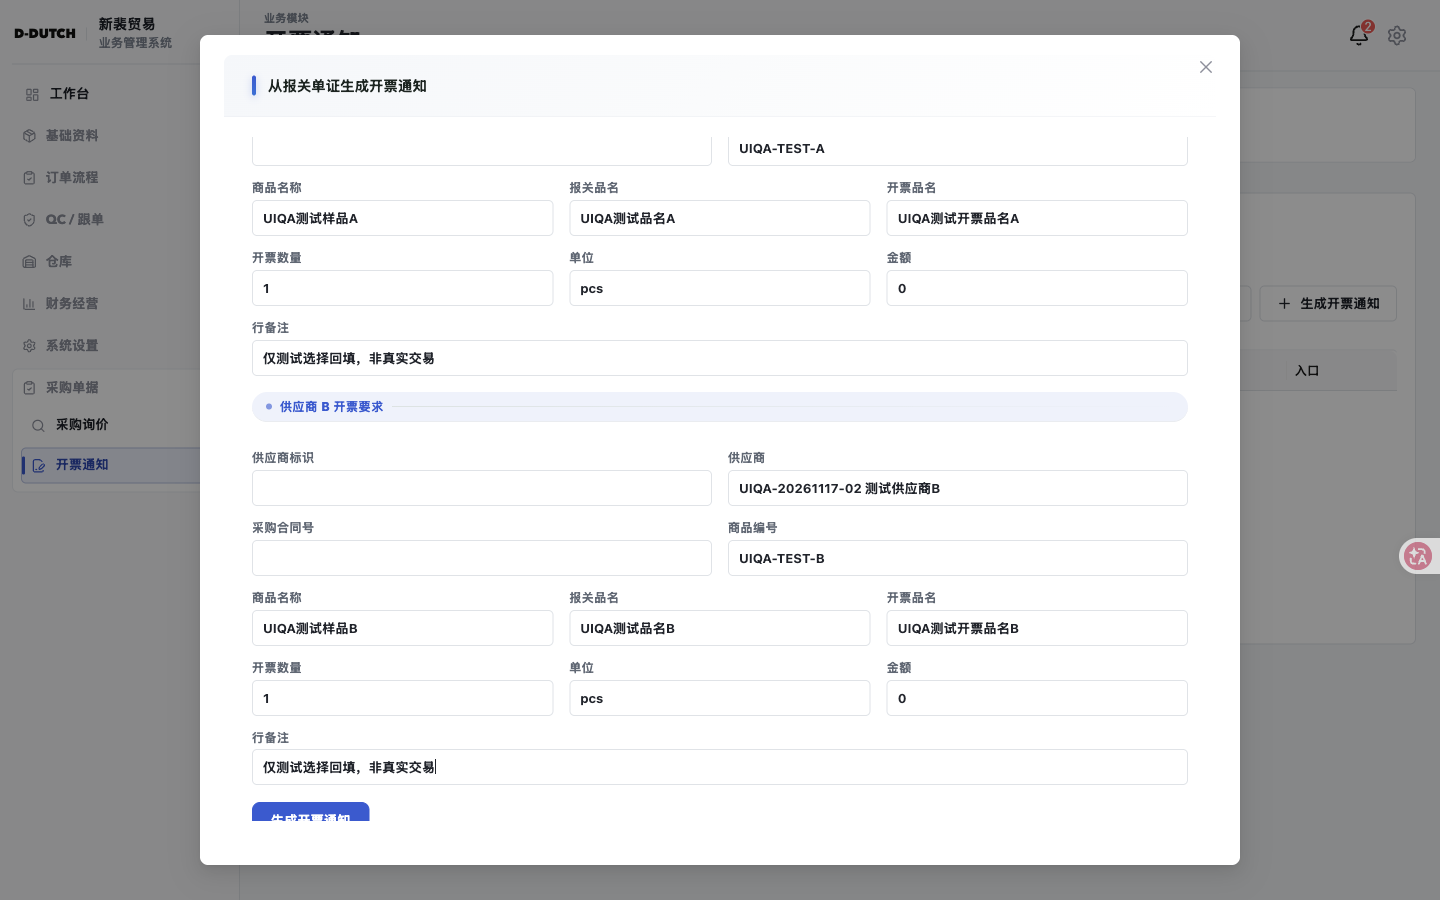 D-DUTCH
新裴贸易
业务管理系统
工作台
基础资料
订单流程
QC / 跟单
仓库
财务经营
系统设置
采购单据
采购询价
开票通知
业务模块
开票通知
2
生成开票通知
入口
从报关单证生成开票通知
UIQA-TEST-A
商品名称
报关品名
开票品名
UIQA测试样品A
UIQA测试品名A
UIQA测试开票品名A
开票数量
单位
金额
1
pcs
0
行备注
仅测试选择回填，非真实交易
供应商 B 开票要求
供应商标识
供应商
UIQA-20261117-02 测试供应商B
采购合同号
商品编号
UIQA-TEST-B
商品名称
报关品名
开票品名
UIQA测试样品B
UIQA测试品名B
UIQA测试开票品名B
开票数量
单位
金额
1
pcs
0
行备注
仅测试选择回填，非真实交易
生成开票通知